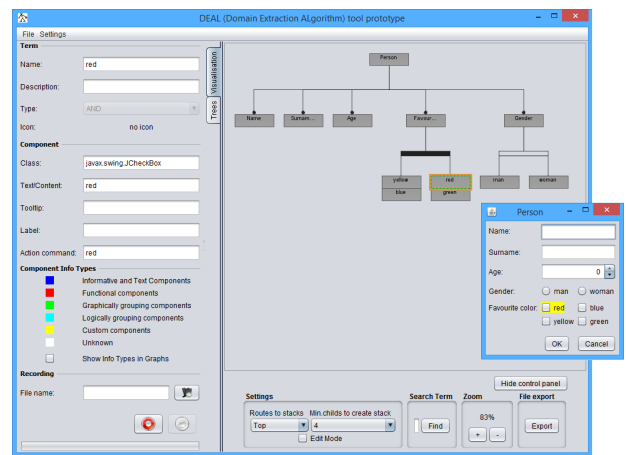 DEAL (Domain Extraction ALgorithm) tool prototype
File Settings
Term
Name: red
Description:
Type: AND
Icon: no icon
Component
Class: javax.swing.JCheckBox
Text/Content: red
Tooltip:
Label:
Action command: red
Component Info Types
Informative and Text Components
Functional components
Graphically grouping components
Logically grouping components
Custom components
Unknown
Show Info Types in Graphs
Recording
File name:
Visualisation
Trees
Person
Name Surnam... Age Favour... Gender
yellow red man woman
blue green
Person
Name:
Surname:
Age: 0
Gender: man woman
Favourite color: red blue
yellow green
OK Cancel
Hide control panel
Settings Search Term Zoom File export
Routes to stacks Min.childs to create stack
Top 4 Find 83% Export
Edit Mode + -